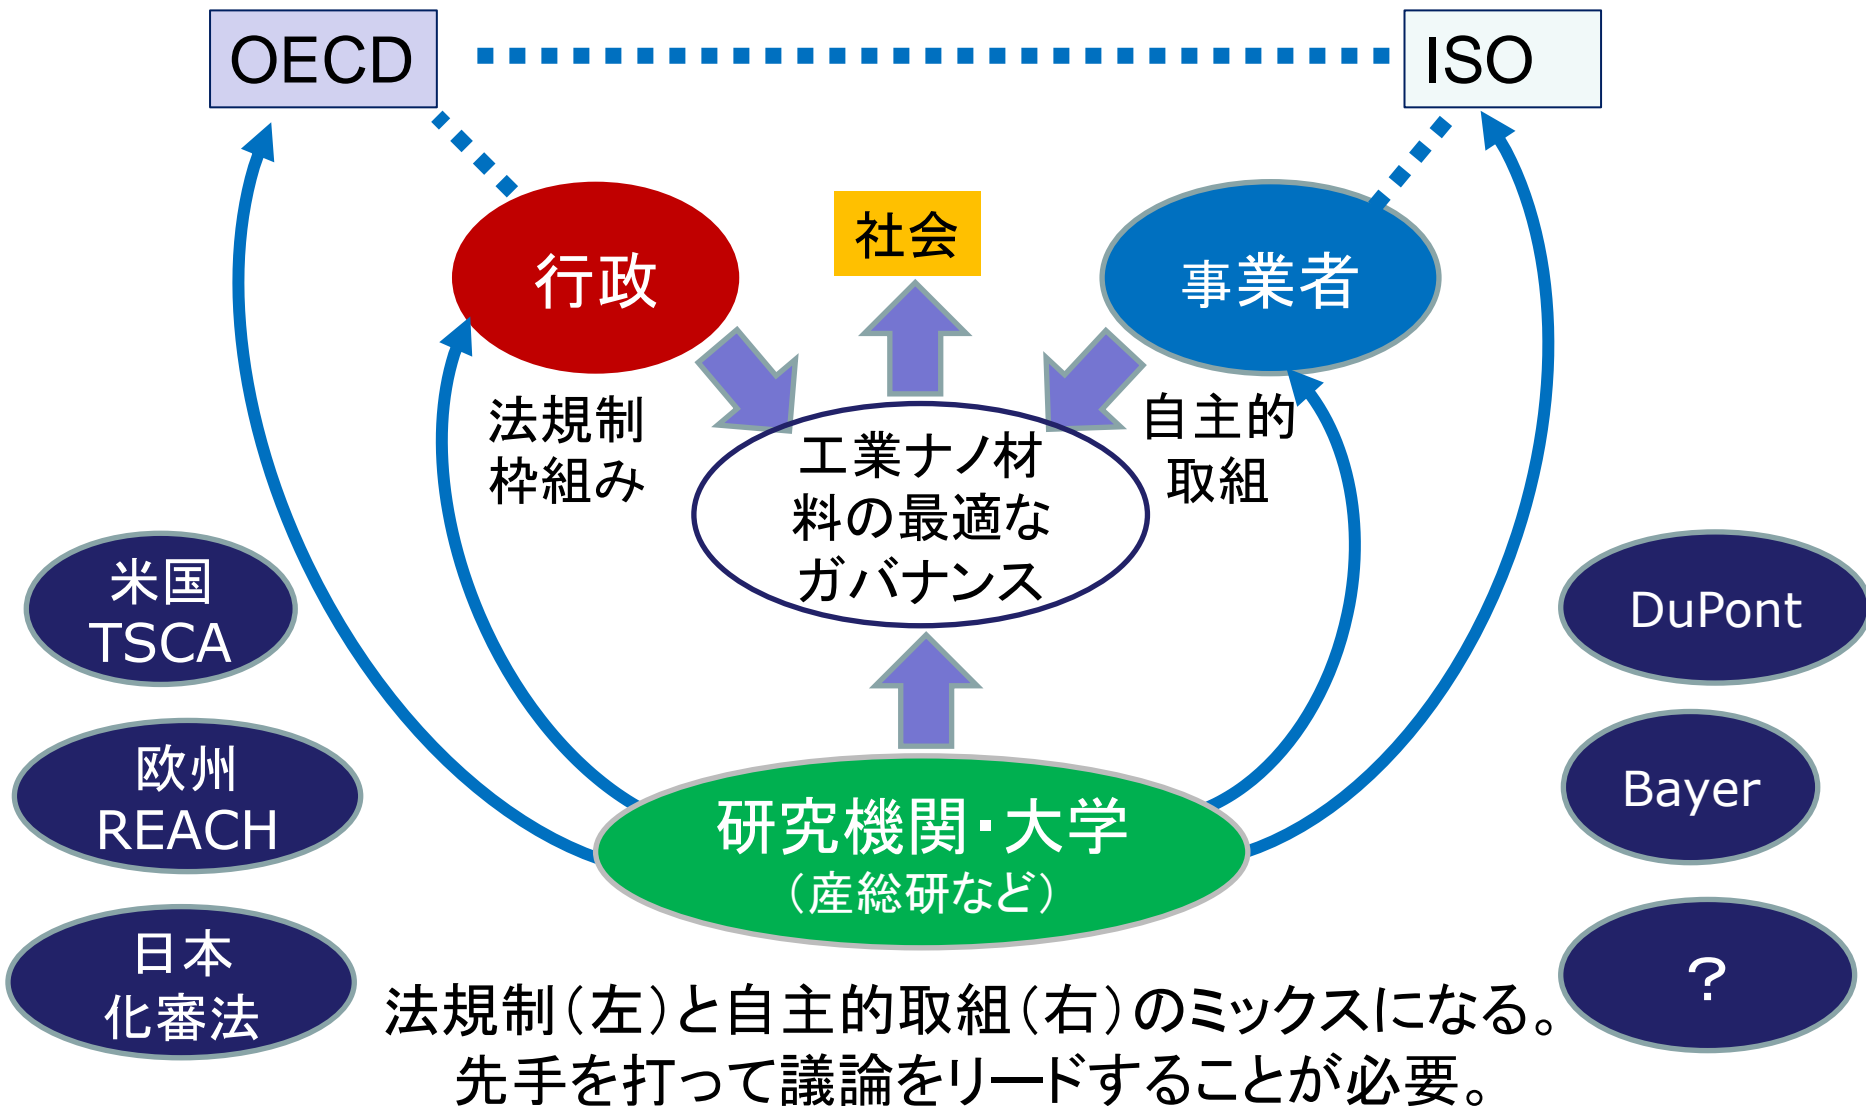 OECD
ISO
社会
行政
事業者
法規制
枠組み
自主的
取組
工業ナノ材
料の最適な
ガバナンス
米国
TSCA
欧州
REACH
日本
化審法
DuPont
Bayer
？
研究機関・大学
（産総研など）
法規制（左）と自主的取組（右）のミックスになる。
先手を打って議論をリードすることが必要。